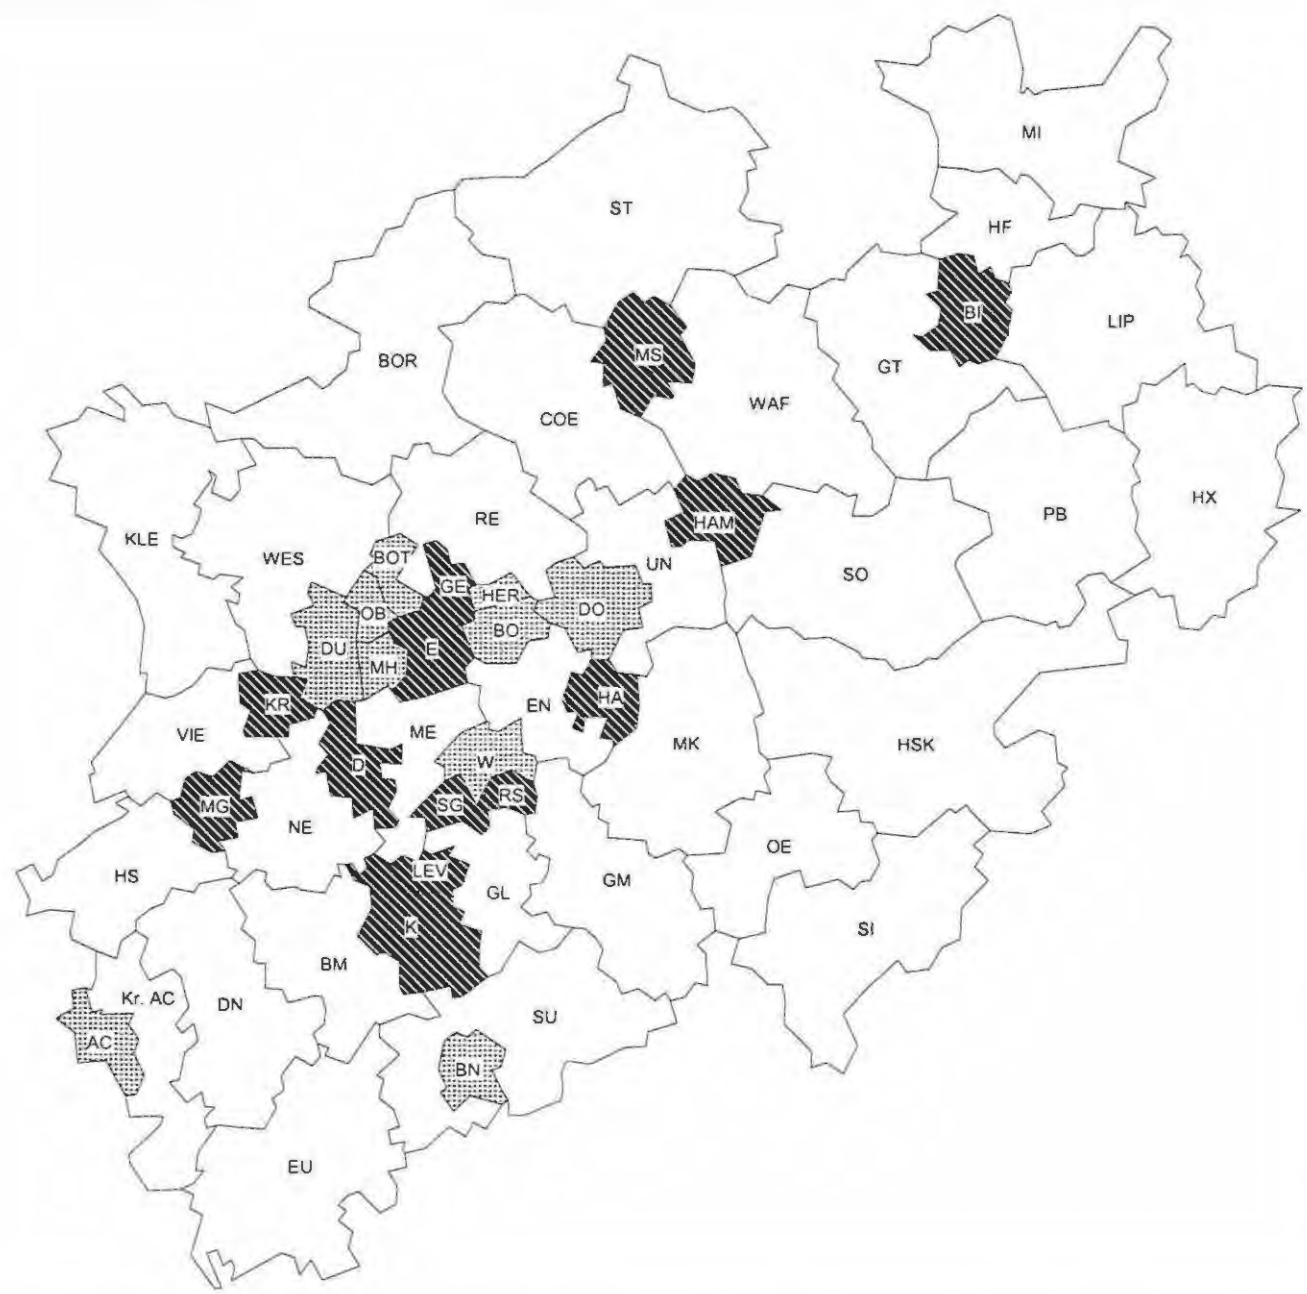 MI
ST
HF
BI
LIP
MS
BOR
GT
WAF
COE
HX
RE
HAM
PB
KLE
BOT
WES
UN
SO
GE
HER
DO
OB
BO
DU
E
MH
HA
KR
EN
VIE
ME
MK
HSK
W
D
RS
MG
SG
NE
OE
LEV
HS
GL
GM
K
SI
BM
Kr. AC
DN
SU
AC
BN
EU